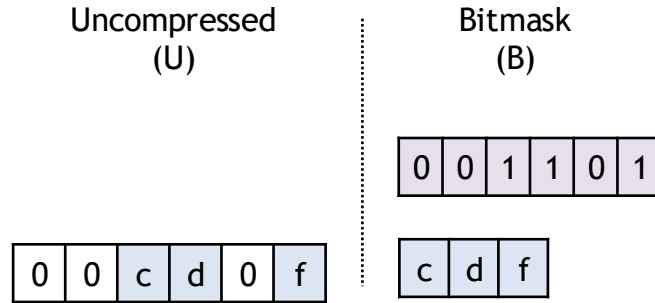 Uncompressed
(U)
0 0 c d 0 f
Bitmask
(B)
0 0 1 1 0 1
c d f